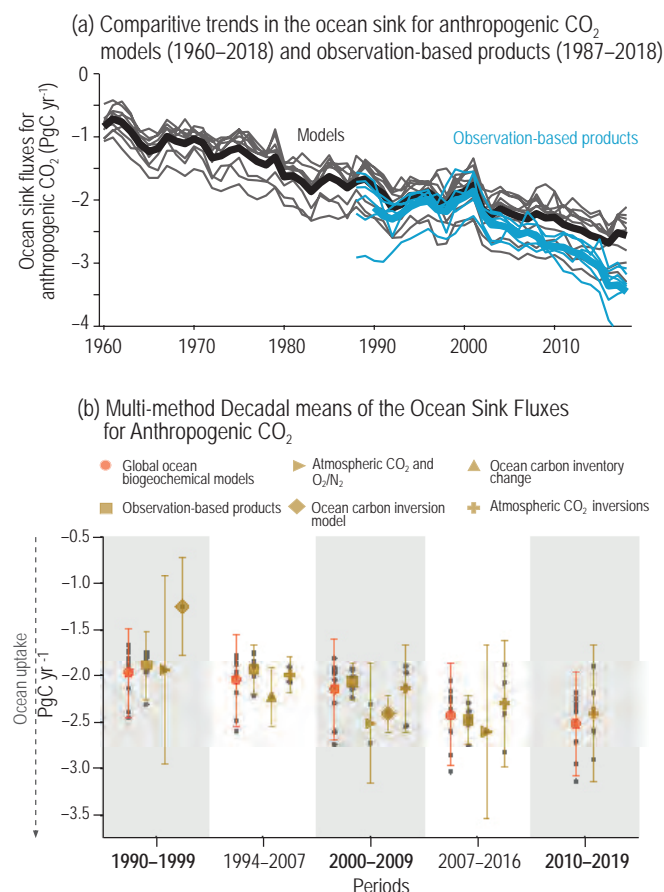 (a) Comparitive trends in the ocean sink for anthropogenic CO₂
models (1960–2018) and observation-based products (1987–2018)
Ocean sink fluxes for
anthropogenic CO₂ (PgC yr⁻¹)
0
−1
−2
−3
−4
Models
Observation-based products
1960
1970
1980
1990
2000
2010
(b) Multi-method Decadal means of the Ocean Sink Fluxes
for Anthropogenic CO₂
Global ocean
biogeochemical models
Atmospheric CO₂ and
O₂/N₂
Ocean carbon inventory
change
Observation-based products
Ocean carbon inversion
model
Atmospheric CO₂ inversions
Ocean uptake
PgC yr⁻¹
−0.5
−1.0
−1.5
−2.0
−2.5
−3.0
−3.5
1990–1999
1994–2007
2000–2009
2007–2016
2010–2019
Periods